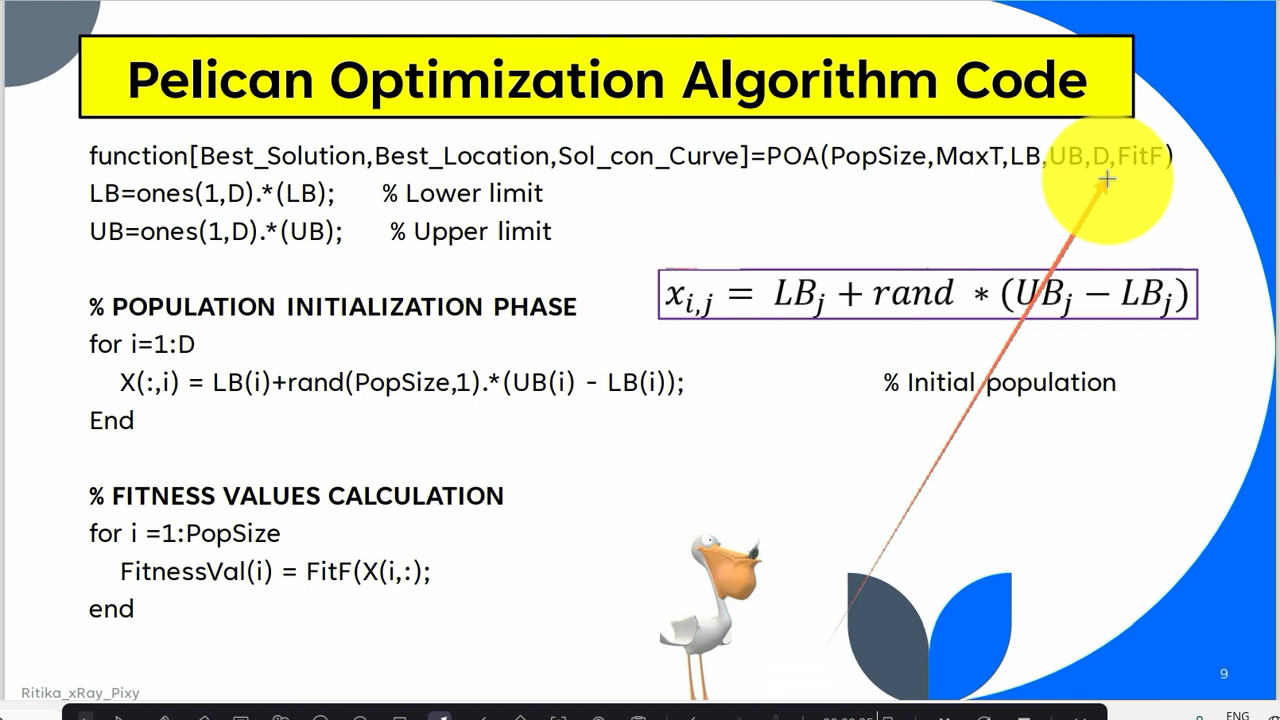 Pelican Optimization Algorithm Code
function[Best_Solution,Best_Location,Sol_con_Curve]=POA(PopSize,MaxT,LB,UB,D,FitF)
LB=ones(1,D).*(LB); % Lower limit
UB=ones(1,D).*(UB); % Upper limit
% POPULATION INITIALIZATION PHASE
x_{i,j} = LB_j + rand * (UB_j − LB_j)
for i=1:D
X(:,i) = LB(i)+rand(PopSize,1).*(UB(i) - LB(i)); % Initial population
End
% FITNESS VALUES CALCULATION
for i =1:PopSize
FitnessVal(i) = FitF(X(i,:);
end
9
Ritika_xRay_Pixy
ENG